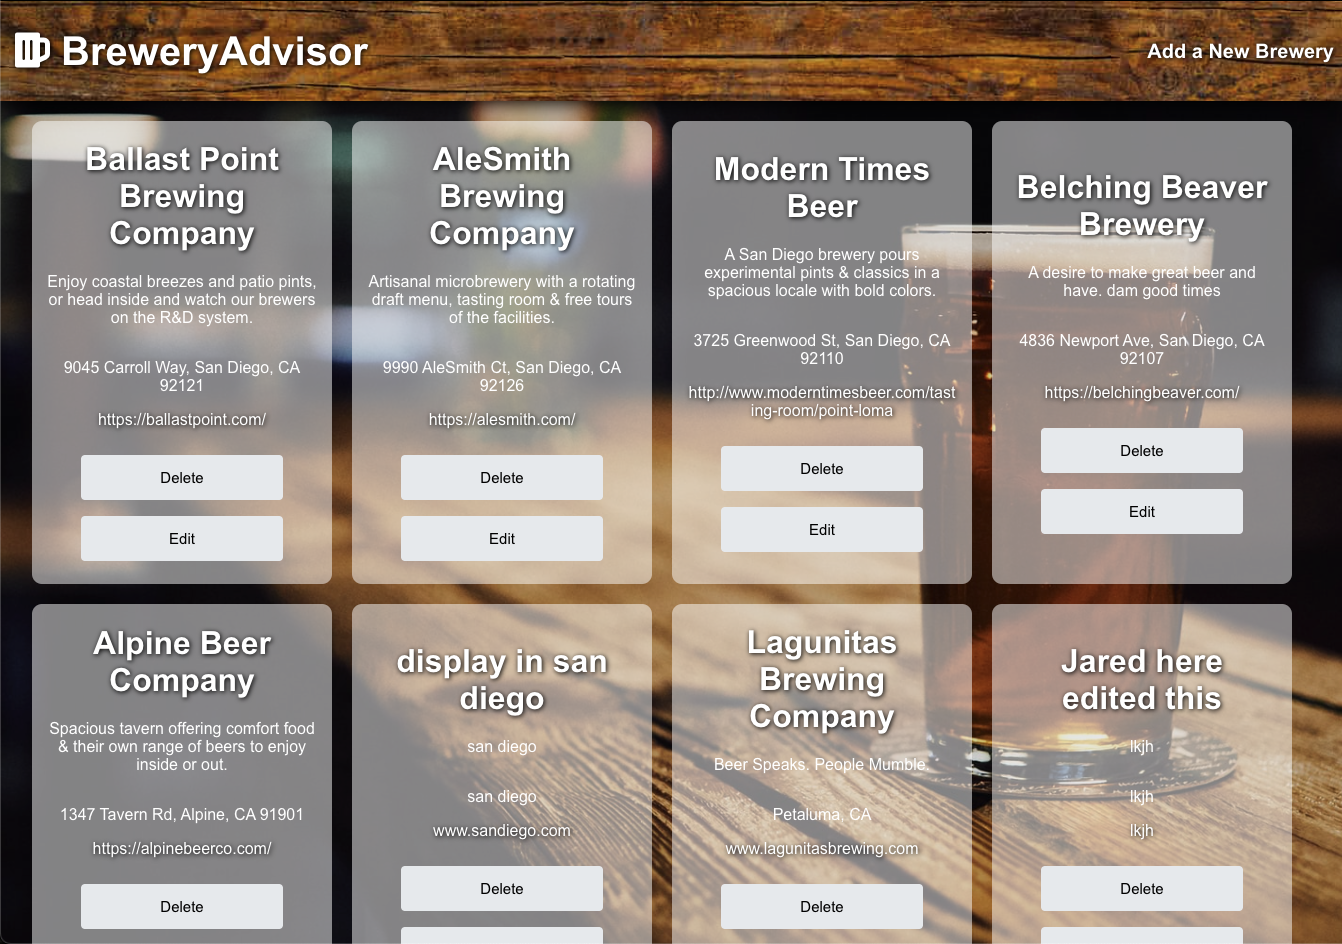 BreweryAdvisor
Add a New Brewery
Ballast Point
Brewing
Company
Enjoy coastal breezes and patio pints,
or head inside and watch our brewers
on the R&D system.
9045 Carroll Way, San Diego, CA
92121
https://ballastpoint.com/
Delete
Edit
AleSmith
Brewing
Company
Artisanal microbrewery with a rotating
draft menu, tasting room & free tours
of the facilities.
9990 AleSmith Ct, San Diego, CA
92126
https://alesmith.com/
Delete
Edit
Modern Times
Beer
A San Diego brewery pours
experimental pints & classics in a
spacious locale with bold colors.
3725 Greenwood St, San Diego, CA
92110
http://www.moderntimesbeer.com/tast
ing-room/point-loma
Delete
Edit
Belching Beaver
Brewery
A desire to make great beer and
have. dam good times
4836 Newport Ave, San Diego, CA
92107
https://belchingbeaver.com/
Delete
Edit
Alpine Beer
Company
Spacious tavern offering comfort food
& their own range of beers to enjoy
inside or out.
1347 Tavern Rd, Alpine, CA 91901
https://alpinebeerco.com/
Delete
display in san
diego
san diego
san diego
www.sandiego.com
Delete
Lagunitas
Brewing
Company
Beer Speaks. People Mumble.
Petaluma, CA
www.lagunitasbrewing.com
Delete
Jared here
edited this
lkjh
lkjh
lkjh
Delete